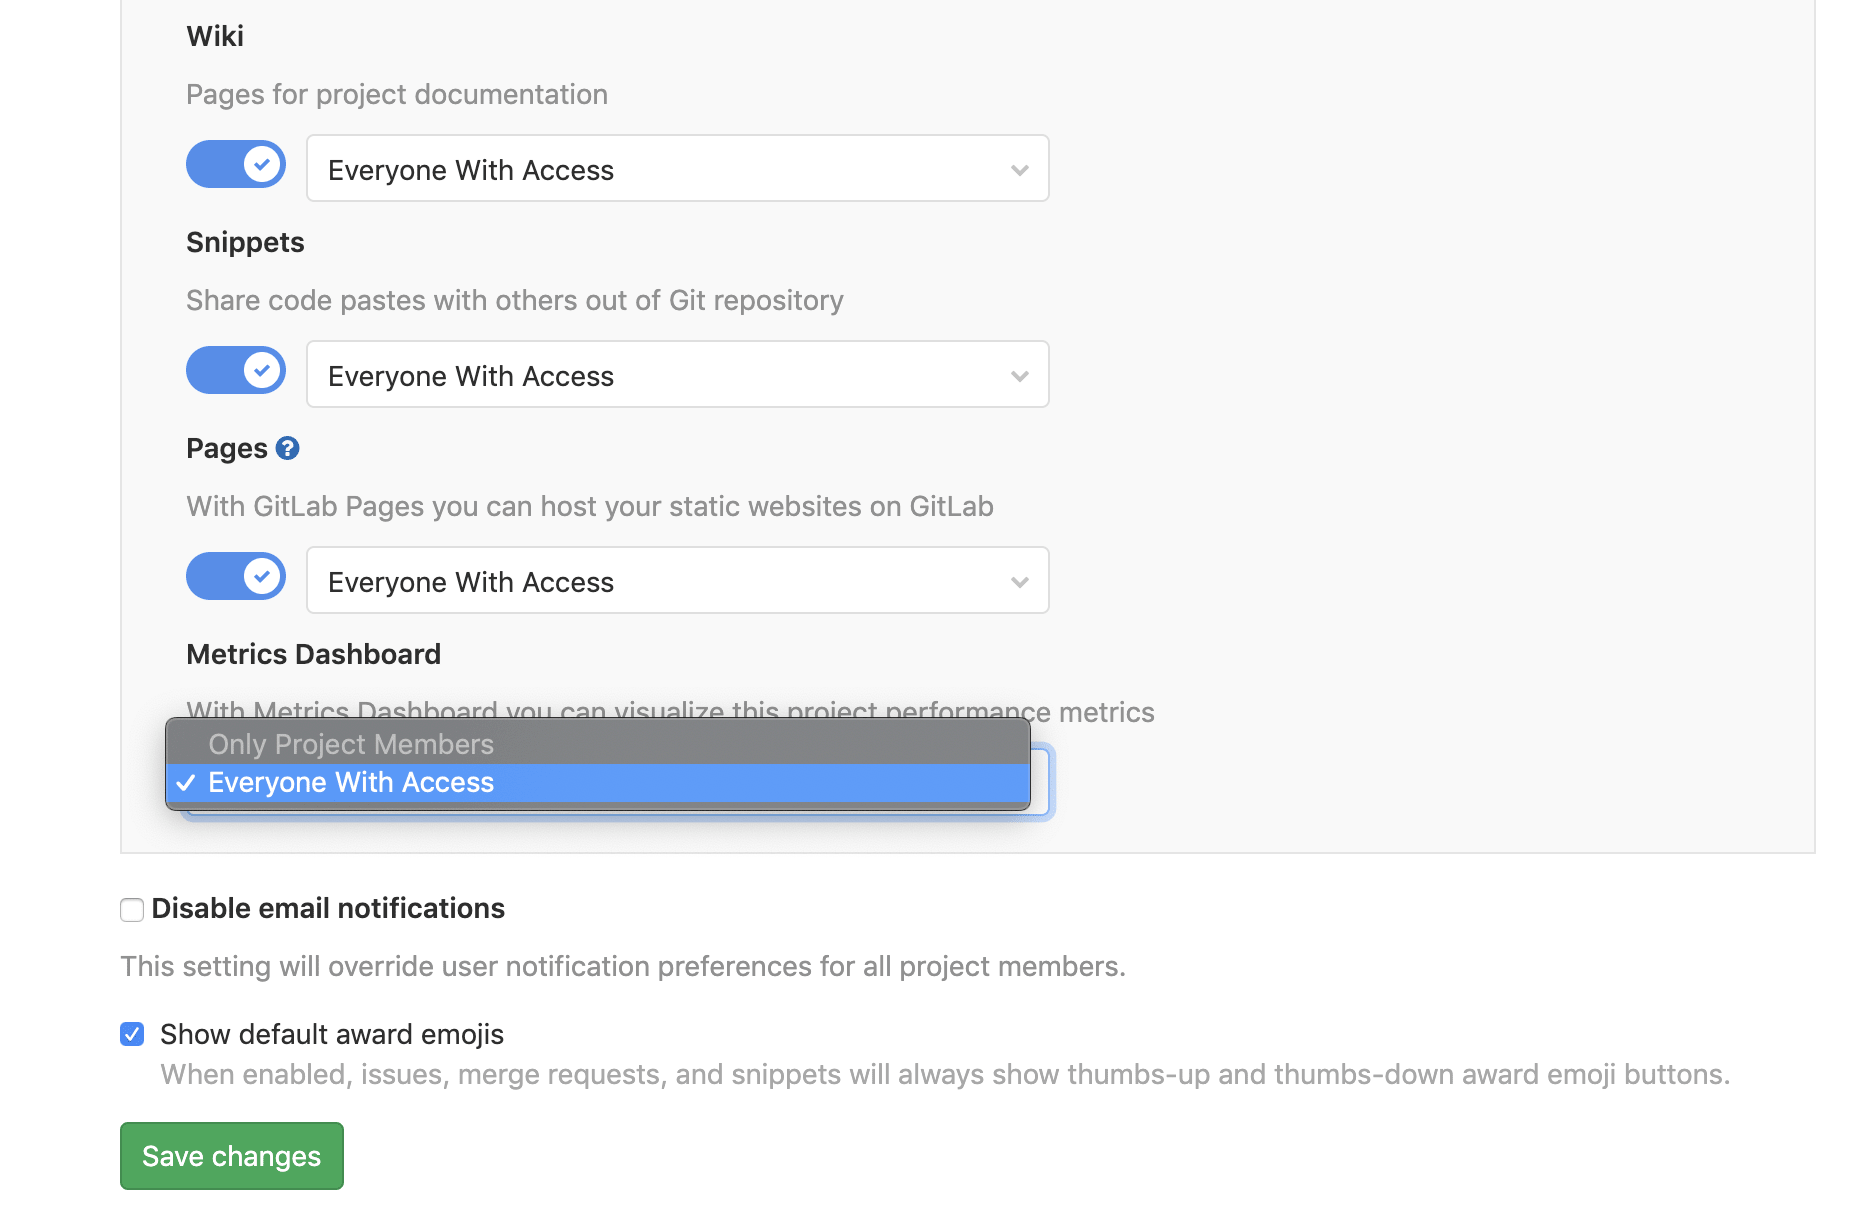 Wiki
Pages for project documentation
Everyone With Access
Snippets
Share code pastes with others out of Git repository
Everyone With Access
Pages ?
With GitLab Pages you can host your static websites on GitLab
Everyone With Access
Metrics Dashboard
With Metrics Dashboard you can visualize this project performance metrics
Only Project Members
Everyone With Access
Disable email notifications
This setting will override user notification preferences for all project members.
Show default award emojis
When enabled, issues, merge requests, and snippets will always show thumbs-up and thumbs-down award emoji buttons.
Save changes